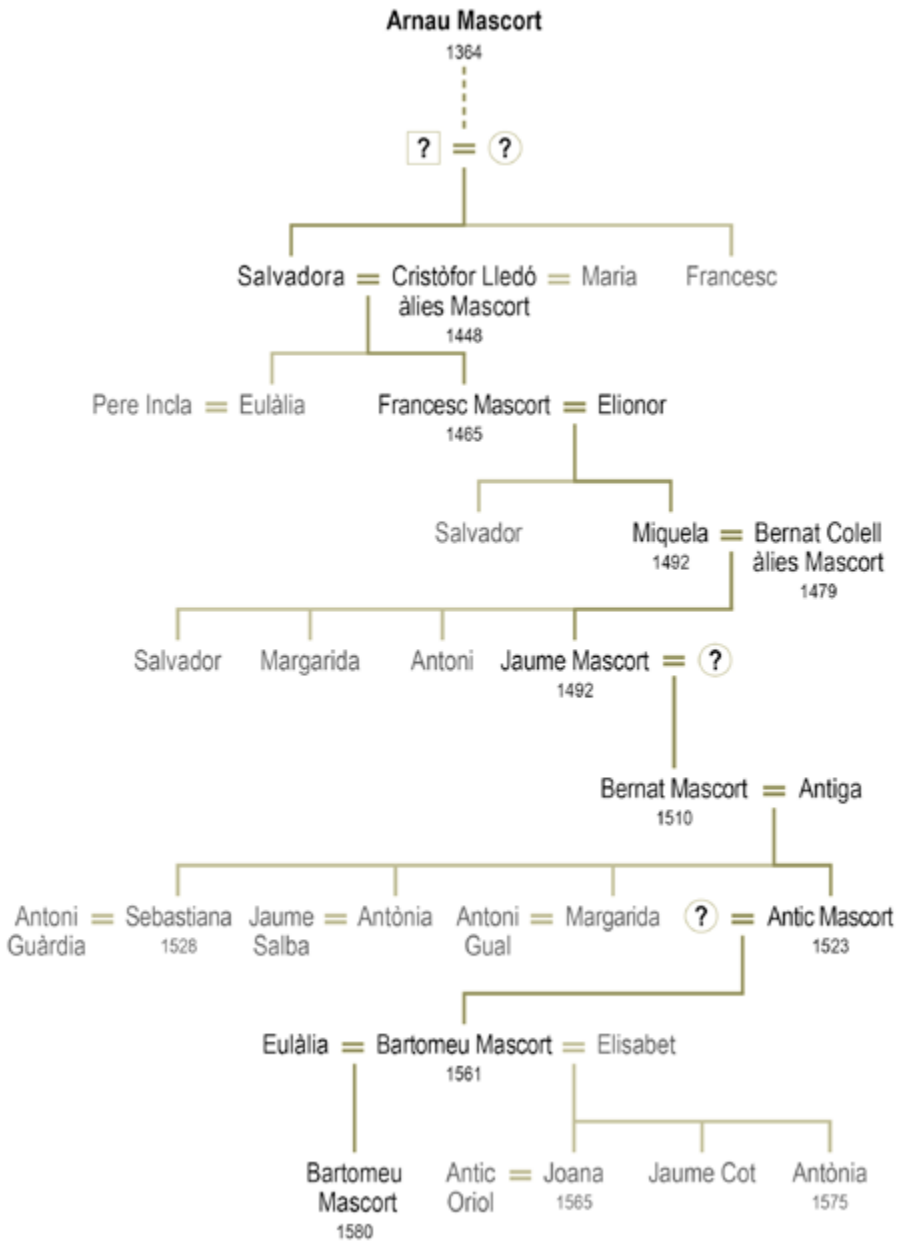 Arnau Mascort
1364
? = ?
Salvadora = Cristòfor Lledó = Maria Francesc
àlies Mascort
1448
Pere Incla = Eulàlia Francesc Mascort = Elionor
1465
Salvador Miquela = Bernat Colell
1492 àlies Mascort
1479
Salvador Margarida Antoni Jaume Mascort = ?
1492
Bernat Mascort = Antiga
1510
Antoni = Sebastiana Jaume = Antònia Antoni = Margarida ? = Antic Mascort
Guàrdia 1528 Salba Gual 1523
Eulàlia = Bartomeu Mascort = Elisabet
1561
Bartomeu Antic = Joana Jaume Cot Antònia
Mascort Oriol 1565 1575
1580